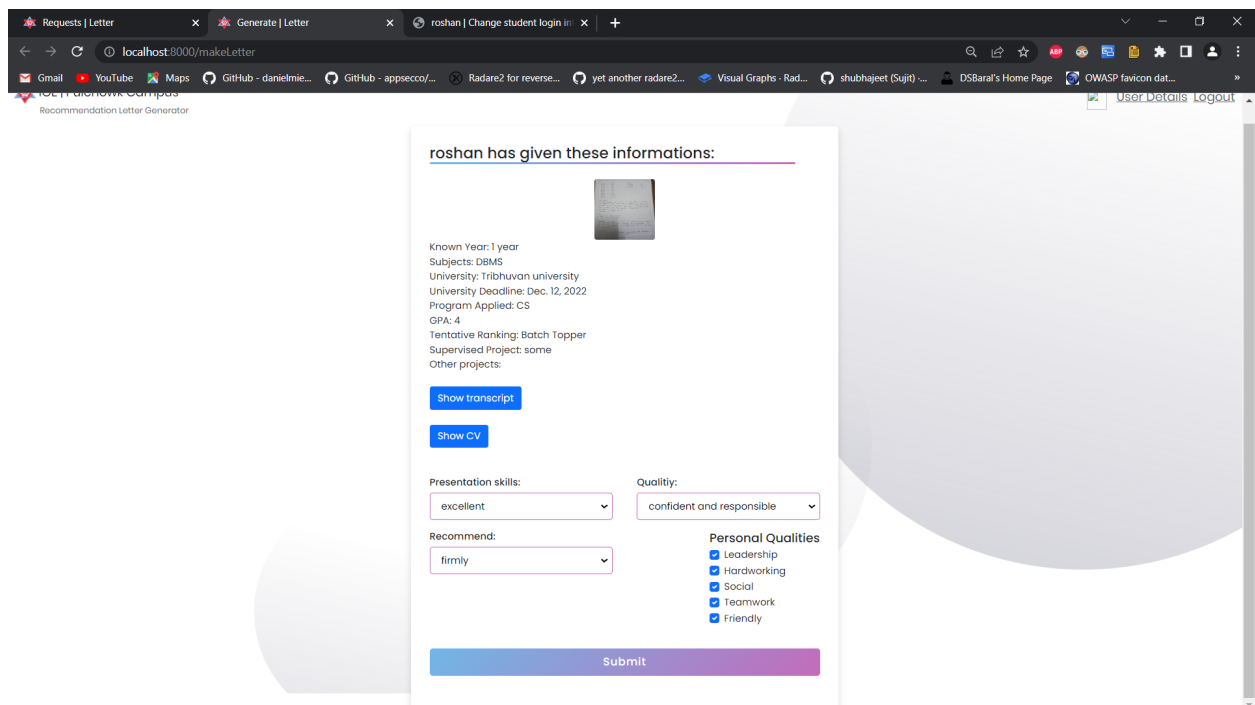 Requests | Letter
Generate | Letter
roshan | Change student login in
localhost:8000/makeLetter
ABP
Gmail
YouTube
Maps
GitHub - danielmie...
GitHub - appsecco/...
Radare2 for reverse...
yet another radare2...
Visual Graphs - Rad...
shubhajeet (Sujit) -...
DSBaral's Home Page
OWASP favicon dat...
»
IOE | Pulchowk Campus
Recommendation Letter Generator
User Details Logout
roshan has given these informations:
Known Year: 1 year
Subjects: DBMS
University: Tribhuvan university
University Deadline: Dec. 12, 2022
Program Applied: CS
GPA: 4
Tentative Ranking: Batch Topper
Supervised Project: some
Other projects:
Show transcript
Show CV
Presentation skills:
excellent
Qualitiy:
confident and responsible
Recommend:
firmly
Personal Qualities
Leadership
Hardworking
Social
Teamwork
Friendly
Submit